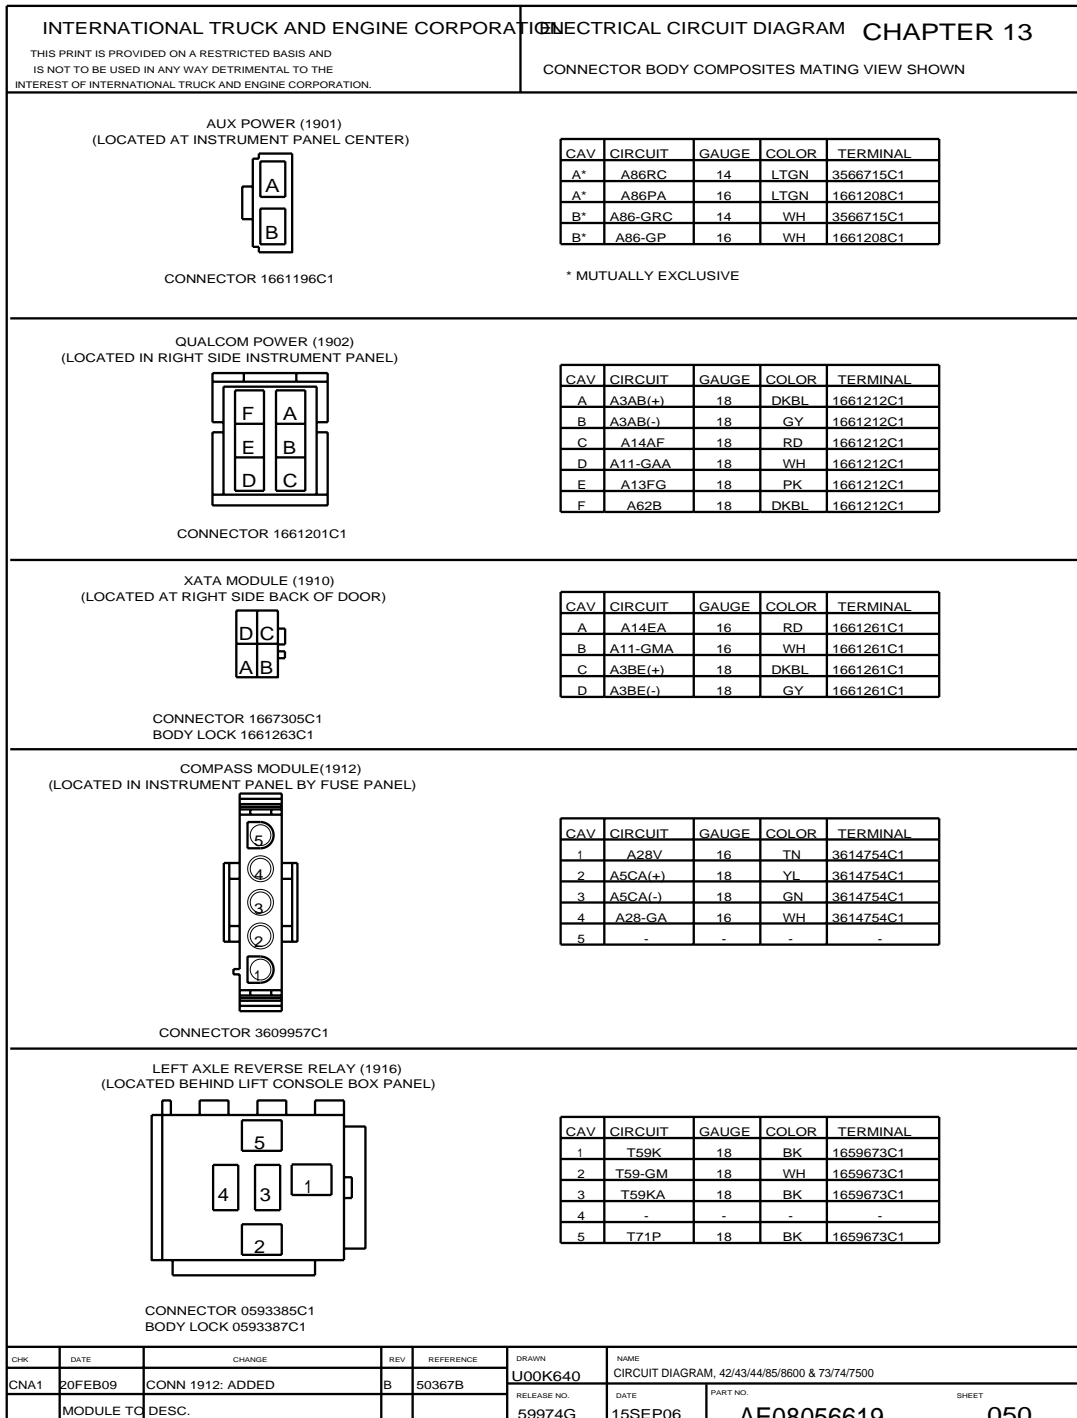 INTERNATIONAL TRUCK AND ENGINE CORPORATION
THIS PRINT IS PROVIDED ON A RESTRICTED BASIS AND
IS NOT TO BE USED IN ANY WAY DETRIMENTAL TO THE
INTEREST OF INTERNATIONAL TRUCK AND ENGINE CORPORATION.
ELECTRICAL CIRCUIT DIAGRAM CHAPTER 13
CONNECTOR BODY COMPOSITES MATING VIEW SHOWN
AUX POWER (1901)
(LOCATED AT INSTRUMENT PANEL CENTER)
A
B
CONNECTOR 1661196C1
CAV CIRCUIT GAUGE COLOR TERMINAL
A* A86RC 14 LTGN 3566715C1
A* A86PA 16 LTGN 1661208C1
B* A86-GRC 14 WH 3566715C1
B* A86-GP 16 WH 1661208C1
* MUTUALLY EXCLUSIVE
QUALCOM POWER (1902)
(LOCATED IN RIGHT SIDE INSTRUMENT PANEL)
F A
E B
D C
CONNECTOR 1661201C1
CAV CIRCUIT GAUGE COLOR TERMINAL
A A3AB(+) 18 DKBL 1661212C1
B A3AB(-) 18 GY 1661212C1
C A14AF 18 RD 1661212C1
D A11-GAA 18 WH 1661212C1
E A13FG 18 PK 1661212C1
F A62B 18 DKBL 1661212C1
XATA MODULE (1910)
(LOCATED AT RIGHT SIDE BACK OF DOOR)
D C
A B
CONNECTOR 1667305C1
BODY LOCK 1661263C1
CAV CIRCUIT GAUGE COLOR TERMINAL
A A14EA 16 RD 1661261C1
B A11-GMA 16 WH 1661261C1
C A3BE(+) 18 DKBL 1661261C1
D A3BE(-) 18 GY 1661261C1
COMPASS MODULE(1912)
(LOCATED IN INSTRUMENT PANEL BY FUSE PANEL)
5
4
3
2
1
CONNECTOR 3609957C1
CAV CIRCUIT GAUGE COLOR TERMINAL
1 A28V 16 TN 3614754C1
2 A5CA(+) 18 YL 3614754C1
3 A5CA(-) 18 GN 3614754C1
4 A28-GA 16 WH 3614754C1
5 - - - -
LEFT AXLE REVERSE RELAY (1916)
(LOCATED BEHIND LIFT CONSOLE BOX PANEL)
5
4 3 1
2
CONNECTOR 0593385C1
BODY LOCK 0593387C1
CAV CIRCUIT GAUGE COLOR TERMINAL
1 T59K 18 BK 1659673C1
2 T59-GM 18 WH 1659673C1
3 T59KA 18 BK 1659673C1
4 - - - -
5 T71P 18 BK 1659673C1
CHK DATE CHANGE REV REFERENCE
CNA1 20FEB09 CONN 1912: ADDED B 50367B
MODULE TO DESC.
DRAWN
U00K640
NAME
CIRCUIT DIAGRAM, 42/43/44/85/8600 & 73/74/7500
RELEASE NO.
59974G
DATE
15SEP06
PART NO.
AE08056619
SHEET
050